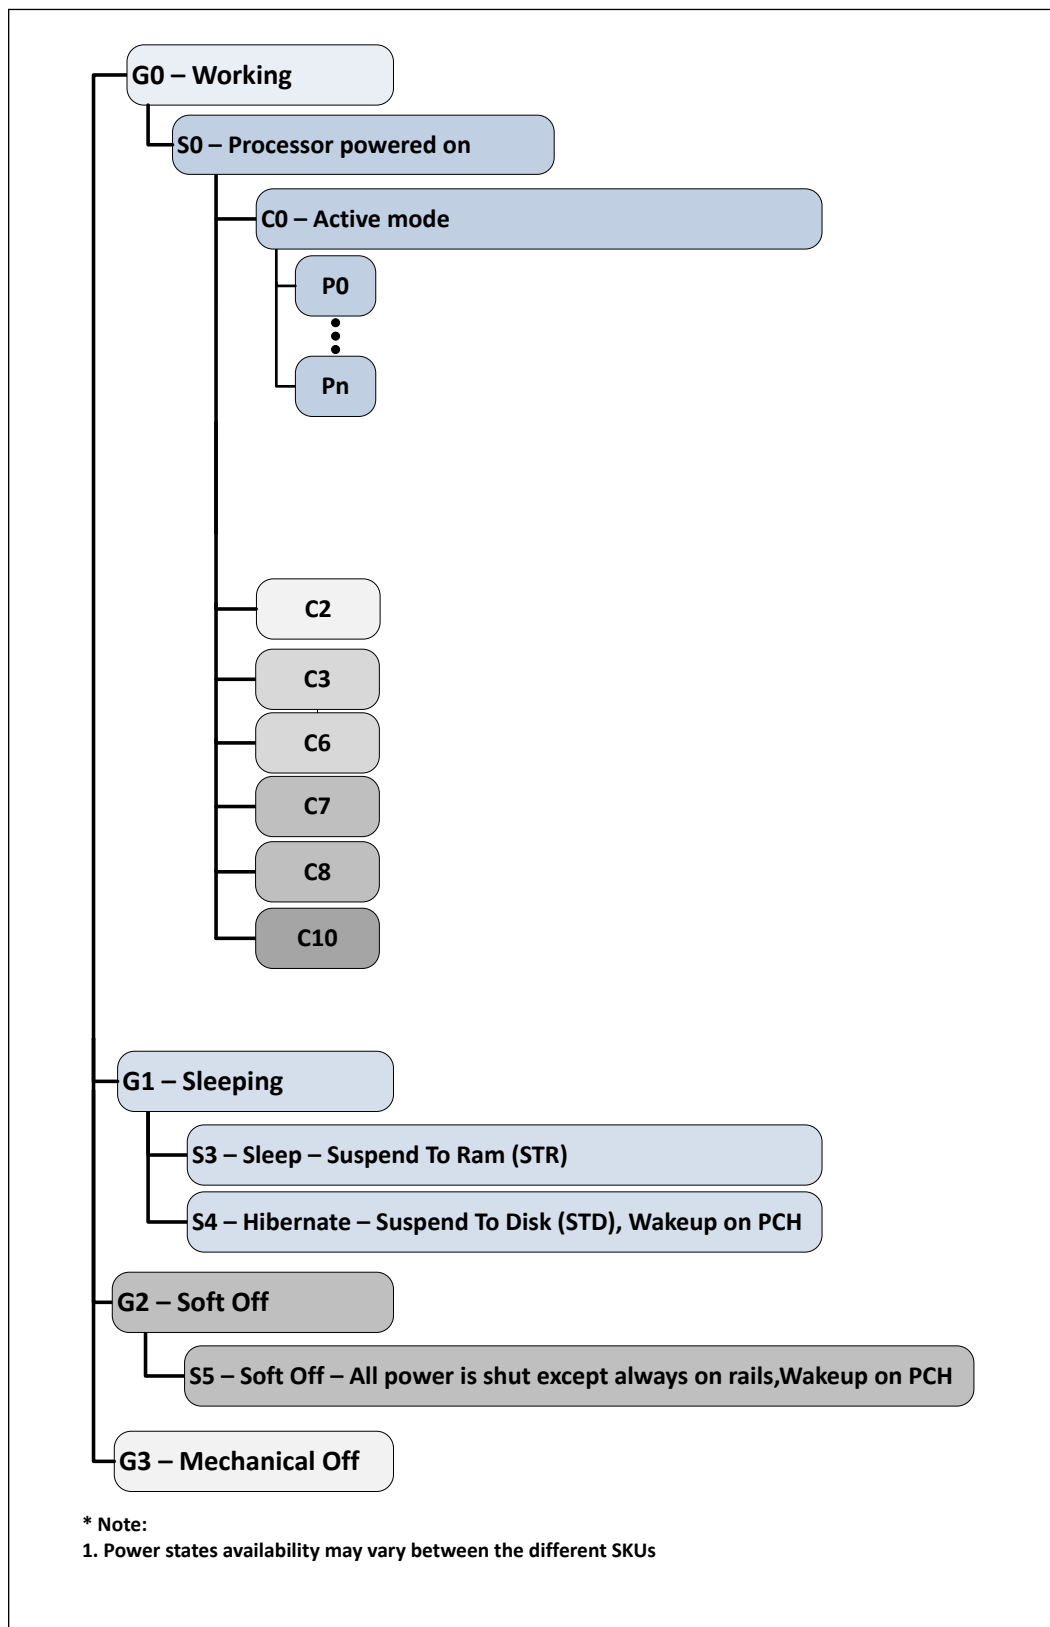 G0 – Working
S0 – Processor powered on
C0 – Active mode
P0
Pn
C2
C3
C6
C7
C8
C10
G1 – Sleeping
S3 – Sleep – Suspend To Ram (STR)
S4 – Hibernate – Suspend To Disk (STD), Wakeup on PCH
G2 – Soft Off
S5 – Soft Off – All power is shut except always on rails,Wakeup on PCH
G3 – Mechanical Off
* Note:
1. Power states availability may vary between the different SKUs